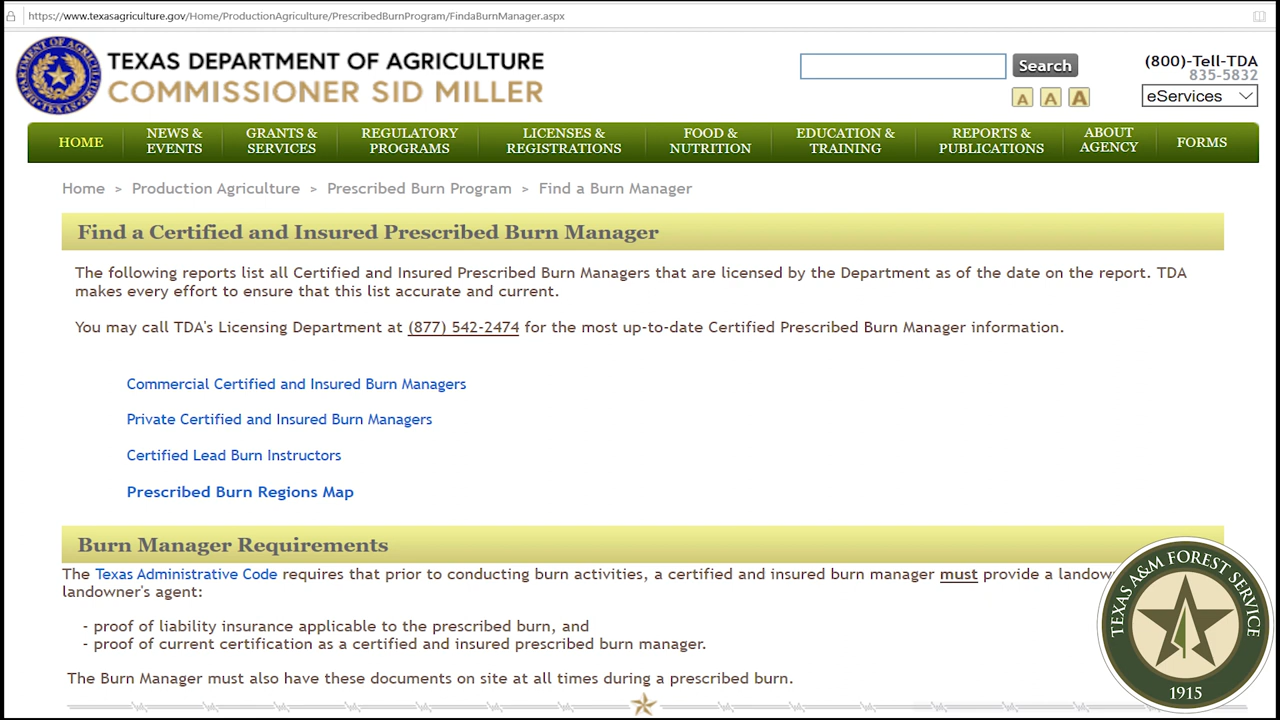 https://www.texasagriculture.gov/Home/ProductionAgriculture/PrescribedBurnProgram/FindaBurnManager.aspx
DEPARTMENT OF AGRICULTURE
TEXAS
TEXAS DEPARTMENT OF AGRICULTURE
COMMISSIONER SID MILLER
Search
(800)-Tell-TDA
835-5832
A A A
eServices
HOME
NEWS &
EVENTS
GRANTS &
SERVICES
REGULATORY
PROGRAMS
LICENSES &
REGISTRATIONS
FOOD &
NUTRITION
EDUCATION &
TRAINING
REPORTS &
PUBLICATIONS
ABOUT
AGENCY
FORMS
Home > Production Agriculture > Prescribed Burn Program > Find a Burn Manager
Find a Certified and Insured Prescribed Burn Manager
The following reports list all Certified and Insured Prescribed Burn Managers that are licensed by the Department as of the date on the report. TDA
makes every effort to ensure that this list accurate and current.
You may call TDA's Licensing Department at (877) 542-2474 for the most up-to-date Certified Prescribed Burn Manager information.
Commercial Certified and Insured Burn Managers
Private Certified and Insured Burn Managers
Certified Lead Burn Instructors
Prescribed Burn Regions Map
Burn Manager Requirements
The Texas Administrative Code requires that prior to conducting burn activities, a certified and insured burn manager must provide a landow
landowner's agent:
- proof of liability insurance applicable to the prescribed burn, and
- proof of current certification as a certified and insured prescribed burn manager.
The Burn Manager must also have these documents on site at all times during a prescribed burn.
TEXAS A&M FOREST SERVICE
1915